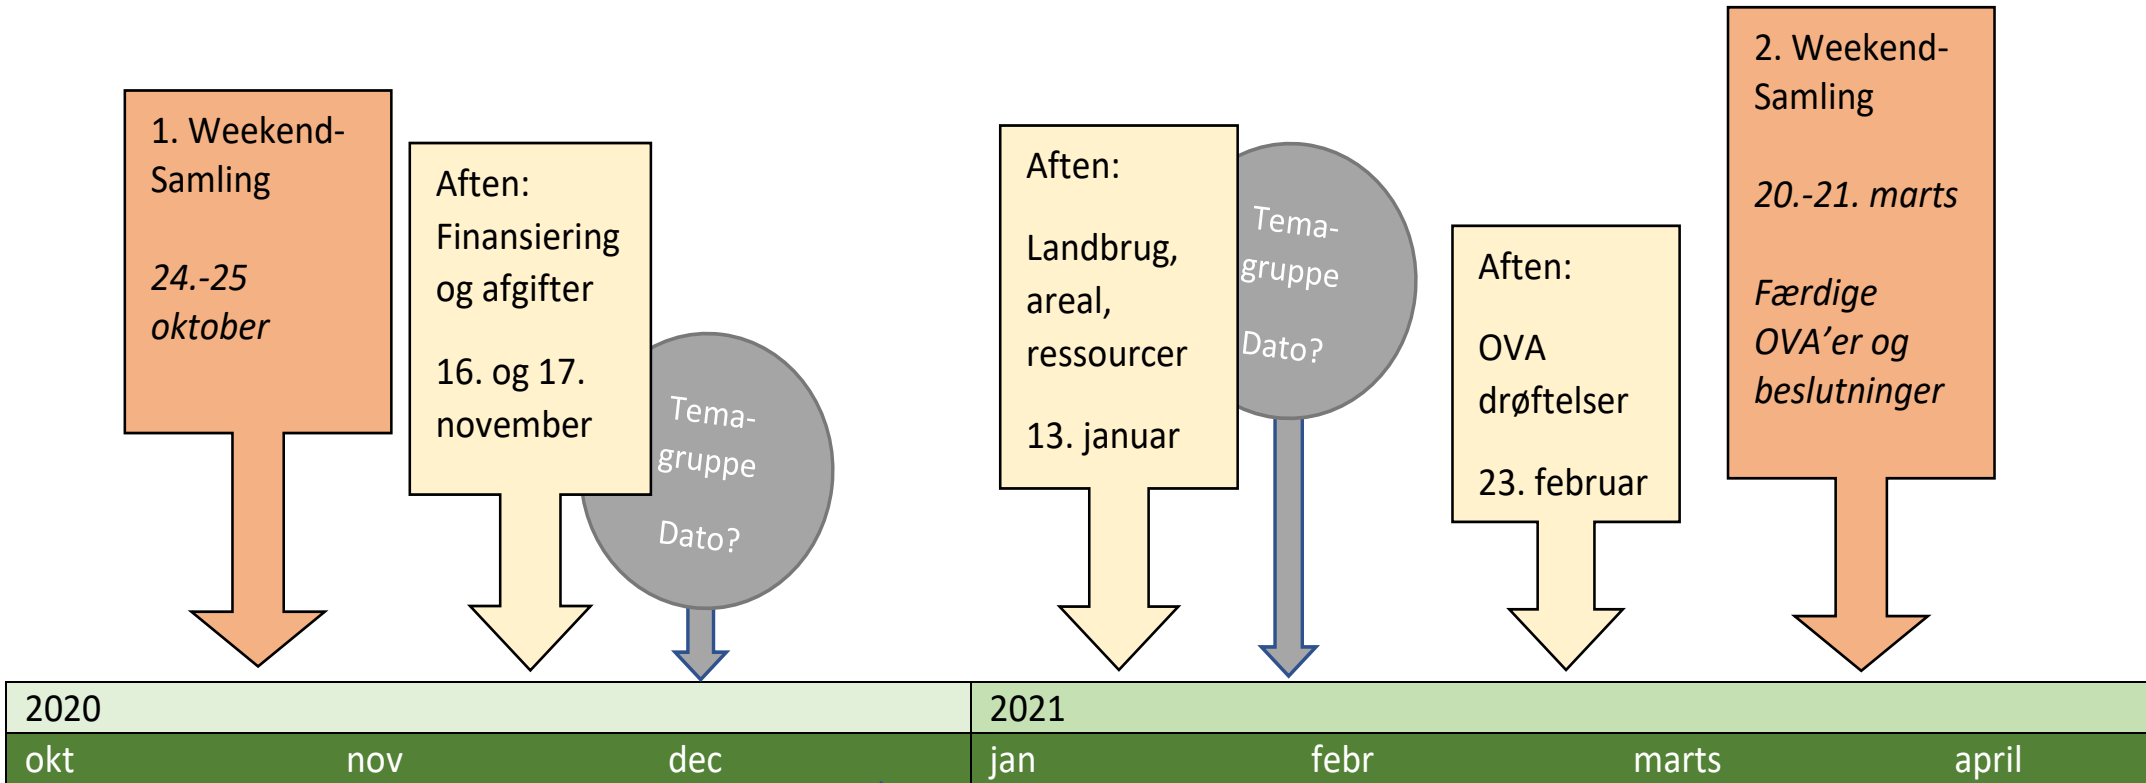 1. Weekend-
Samling
24.-25
oktober
Aften:
Finansiering
og afgifter
16. og 17.
november
Tema-
gruppe
Dato?
Aften:
Landbrug,
areal,
ressourcer
13. januar
Tema-
gruppe
Dato?
Aften:
OVA
drøftelser
23. februar
2. Weekend-
Samling
20.-21. marts
Færdige
OVA’er og
beslutninger
2020 2021
okt nov dec jan febr marts april